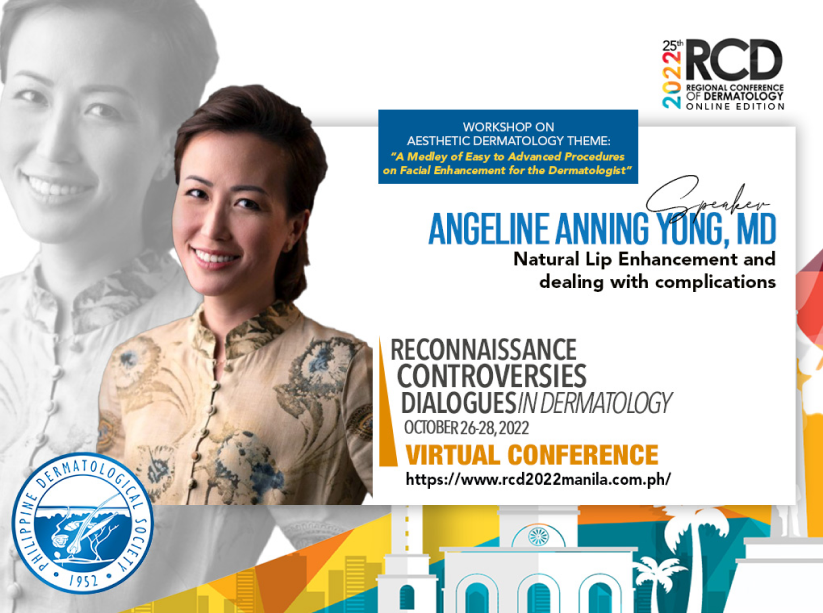 25th
2022
RCD
REGIONAL CONFERENCE
OF DERMATOLOGY
ONLINE EDITION
WORKSHOP ON
AESTHETIC DERMATOLOGY THEME:
"A Medley of Easy to Advanced Procedures
on Facial Enhancement for the Dermatologist"
Speaker
ANGELINE ANNING YONG, MD
Natural Lip Enhancement and
dealing with complications
RECONNAISSANCE
CONTROVERSIES
DIALOGUES IN DERMATOLOGY
OCTOBER 26-28, 2022
VIRTUAL CONFERENCE
https://www.rcd2022manila.com.ph/
PHILIPPINE DERMATOLOGICAL SOCIETY
• 1952 •